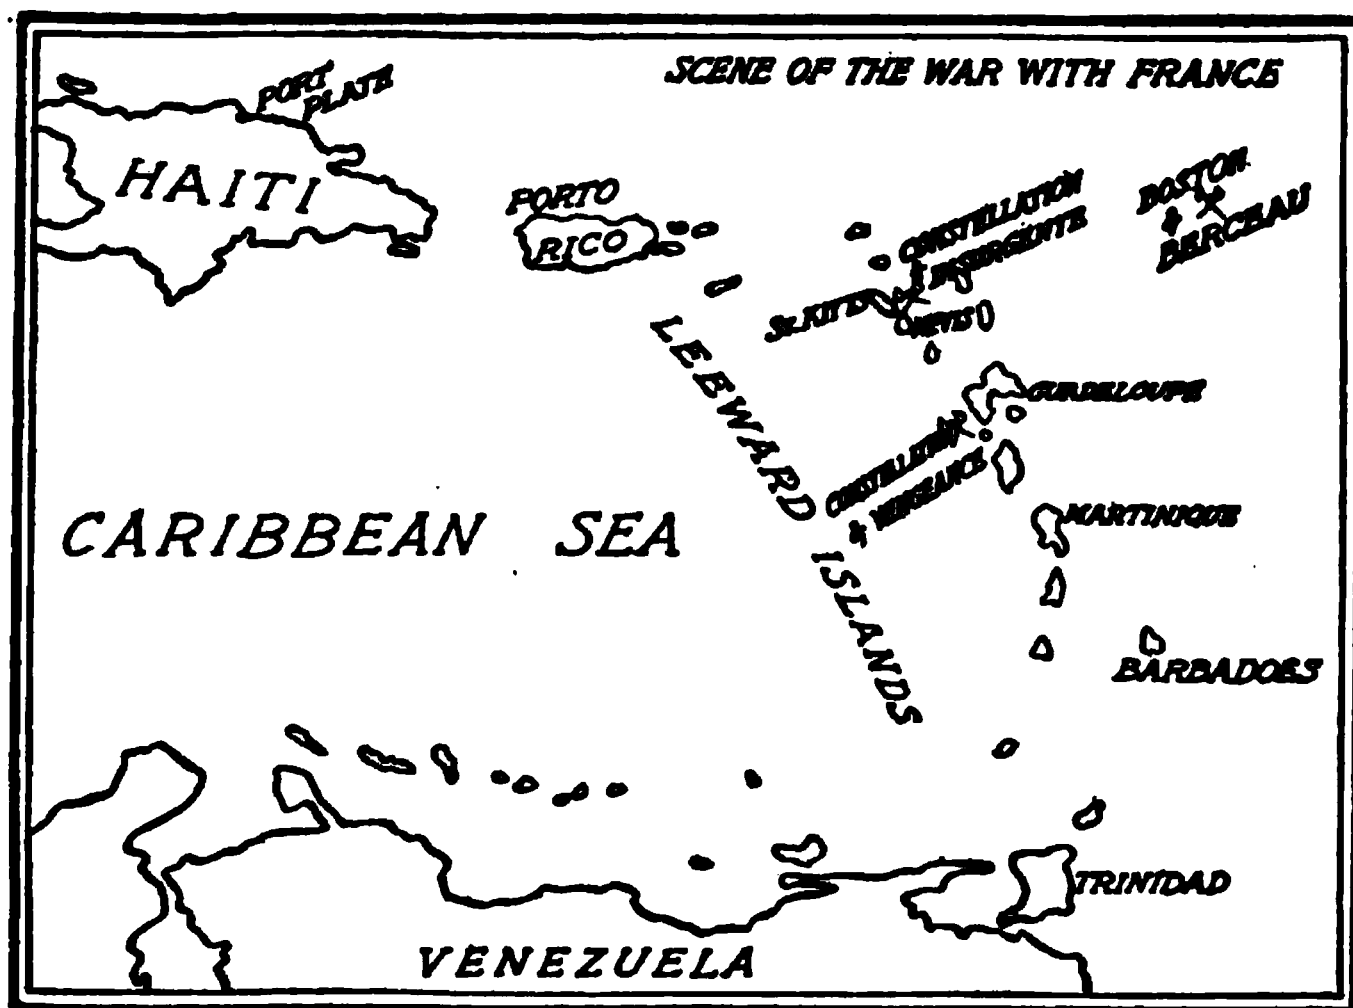 SCENE OF THE WAR WITH FRANCE
PORT
PLATE
HAITI
PORTO
RICO
CONSTELLATION
INSURGENTE
BOSTON
BERCEAU
ST. KITTS
NEVIS
LEEWARD
ISLANDS
GUADELOUPE
CONSTELLATION
VENGEANCE
MARTINIQUE
CARIBBEAN SEA
BARBADOES
TRINIDAD
VENEZUELA